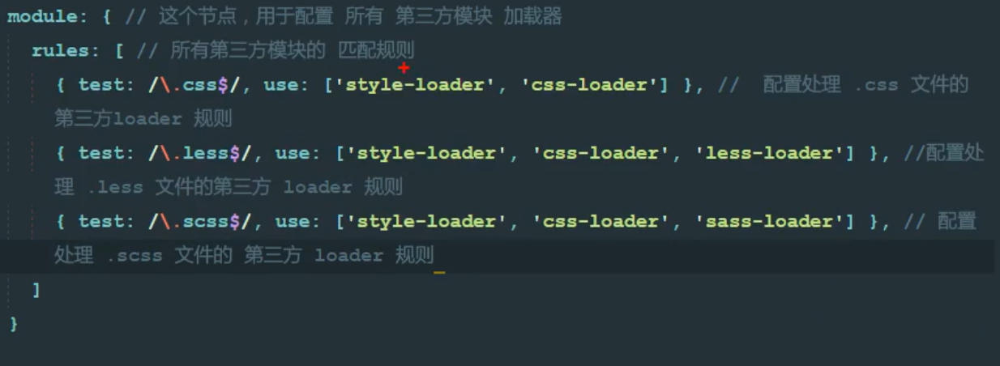 module: { // 这个节点，用于配置 所有 第三方模块 加载器
rules: [ // 所有第三方模块的 匹配规则
{ test: /\.css$/, use: ['style-loader', 'css-loader'] }, //  配置处理 .css 文件的
第三方loader 规则
{ test: /\.less$/, use: ['style-loader', 'css-loader', 'less-loader'] }, //配置处
理 .less 文件的第三方 loader 规则
{ test: /\.scss$/, use: ['style-loader', 'css-loader', 'sass-loader'] }, // 配置
处理 .scss 文件的 第三方 loader 规则
]
}